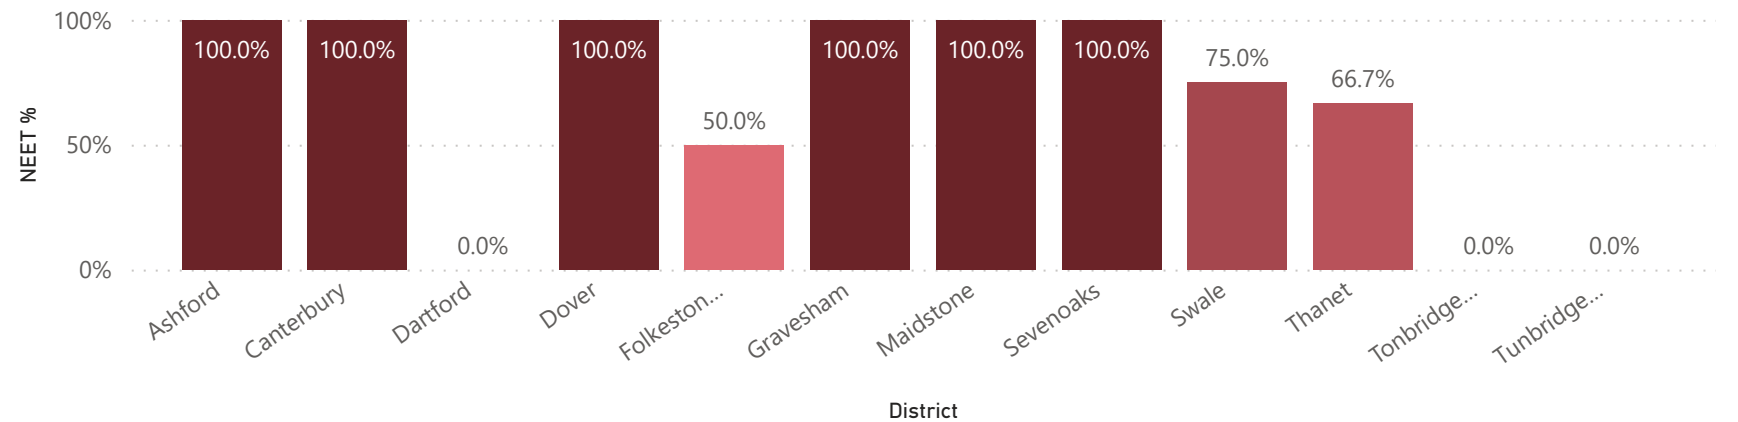 NEET %
100%
50%
0%
100.0%
100.0%
0.0%
100.0%
50.0%
100.0%
100.0%
100.0%
75.0%
66.7%
0.0%
0.0%
Ashford
Canterbury
Dartford
Dover
Folkeston...
Gravesham
Maidstone
Sevenoaks
Swale
Thanet
Tonbridge...
Tunbridge...
District